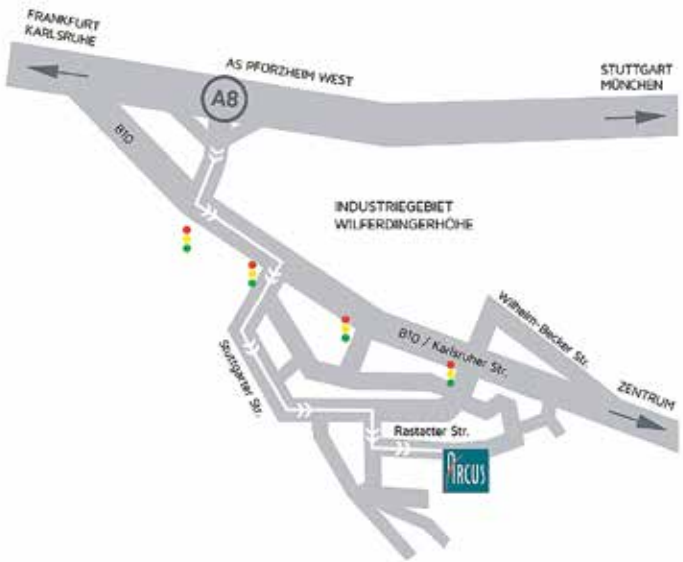 FRANKFURT
KARLSRUHE
AS PFORZHEIM WEST
STUTTGART
MÜNCHEN
A8
B10
INDUSTRIEGEBIET
WILFERDINGERHÖHE
Wilhelm-Becker Str.
B10 / Karlsruher Str.
Stuttgarter Str.
ZENTRUM
Rastatter Str.
ARCUS